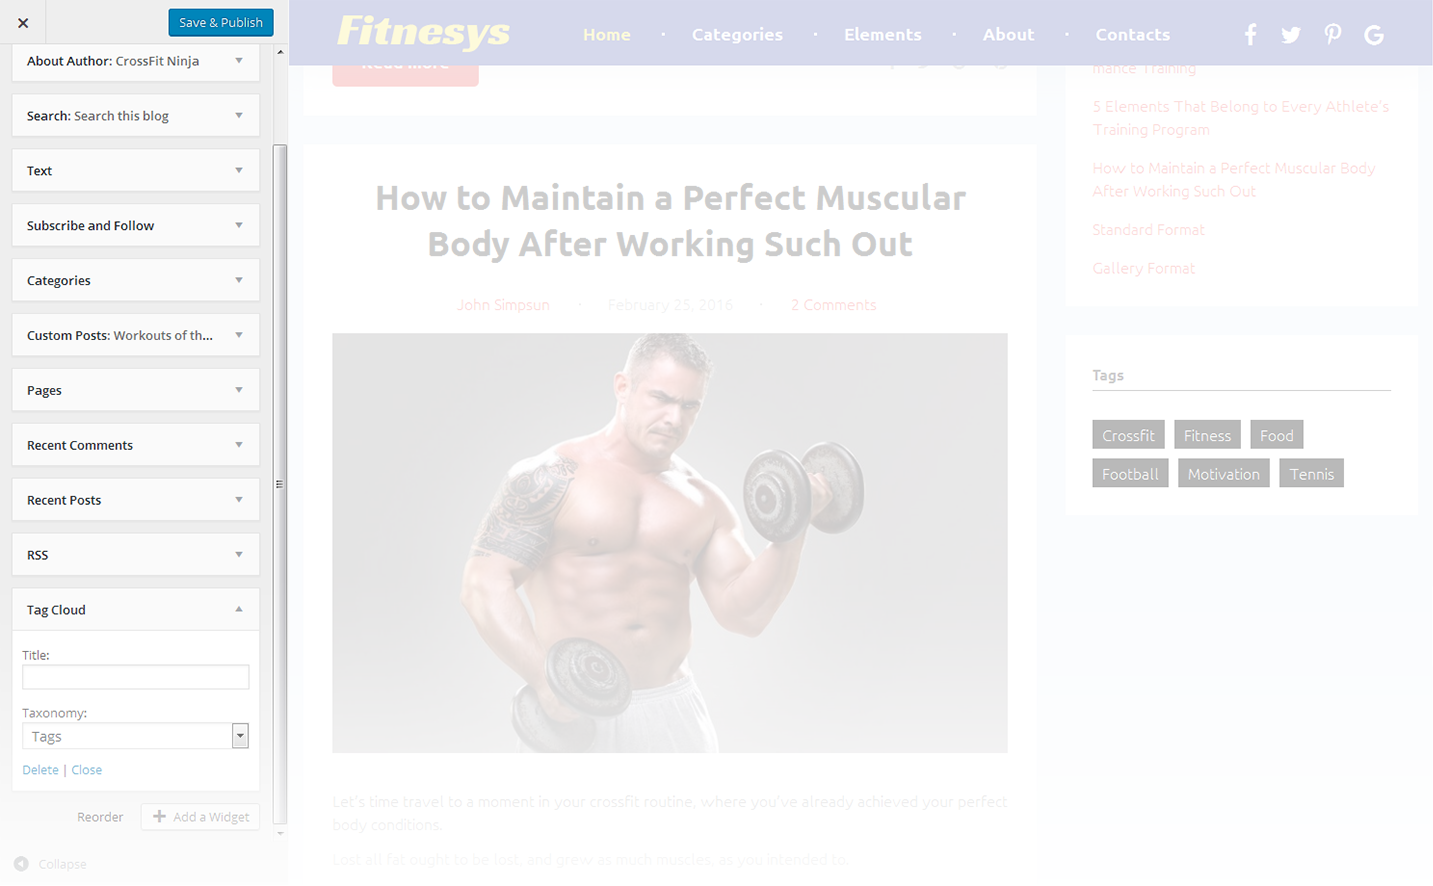 Save & Publish
About Author: CrossFit Ninja
Search: Search this blog
Text
Subscribe and Follow
Categories
Custom Posts: Workouts of th...
Pages
Recent Comments
Recent Posts
RSS
Tag Cloud
Title:
Taxonomy:
Tags
Delete | Close
Reorder
Add a Widget
Collapse
Fitnesys
Home · Categories · Elements · About · Contacts
Read more
How to Maintain a Perfect Muscular
Body After Working Such Out
John Simpsun · February 25, 2016 · 2 Comments
Let's time travel to a moment in your crossfit routine, where you've already achieved your perfect
body conditions.
Lost all fat ought to be lost, and grew as much muscles, as you intended to.
mance Training
5 Elements That Belong to Every Athlete's
Training Program
How to Maintain a Perfect Muscular Body
After Working Such Out
Standard Format
Gallery Format
Tags
Crossfit Fitness Food
Football Motivation Tennis